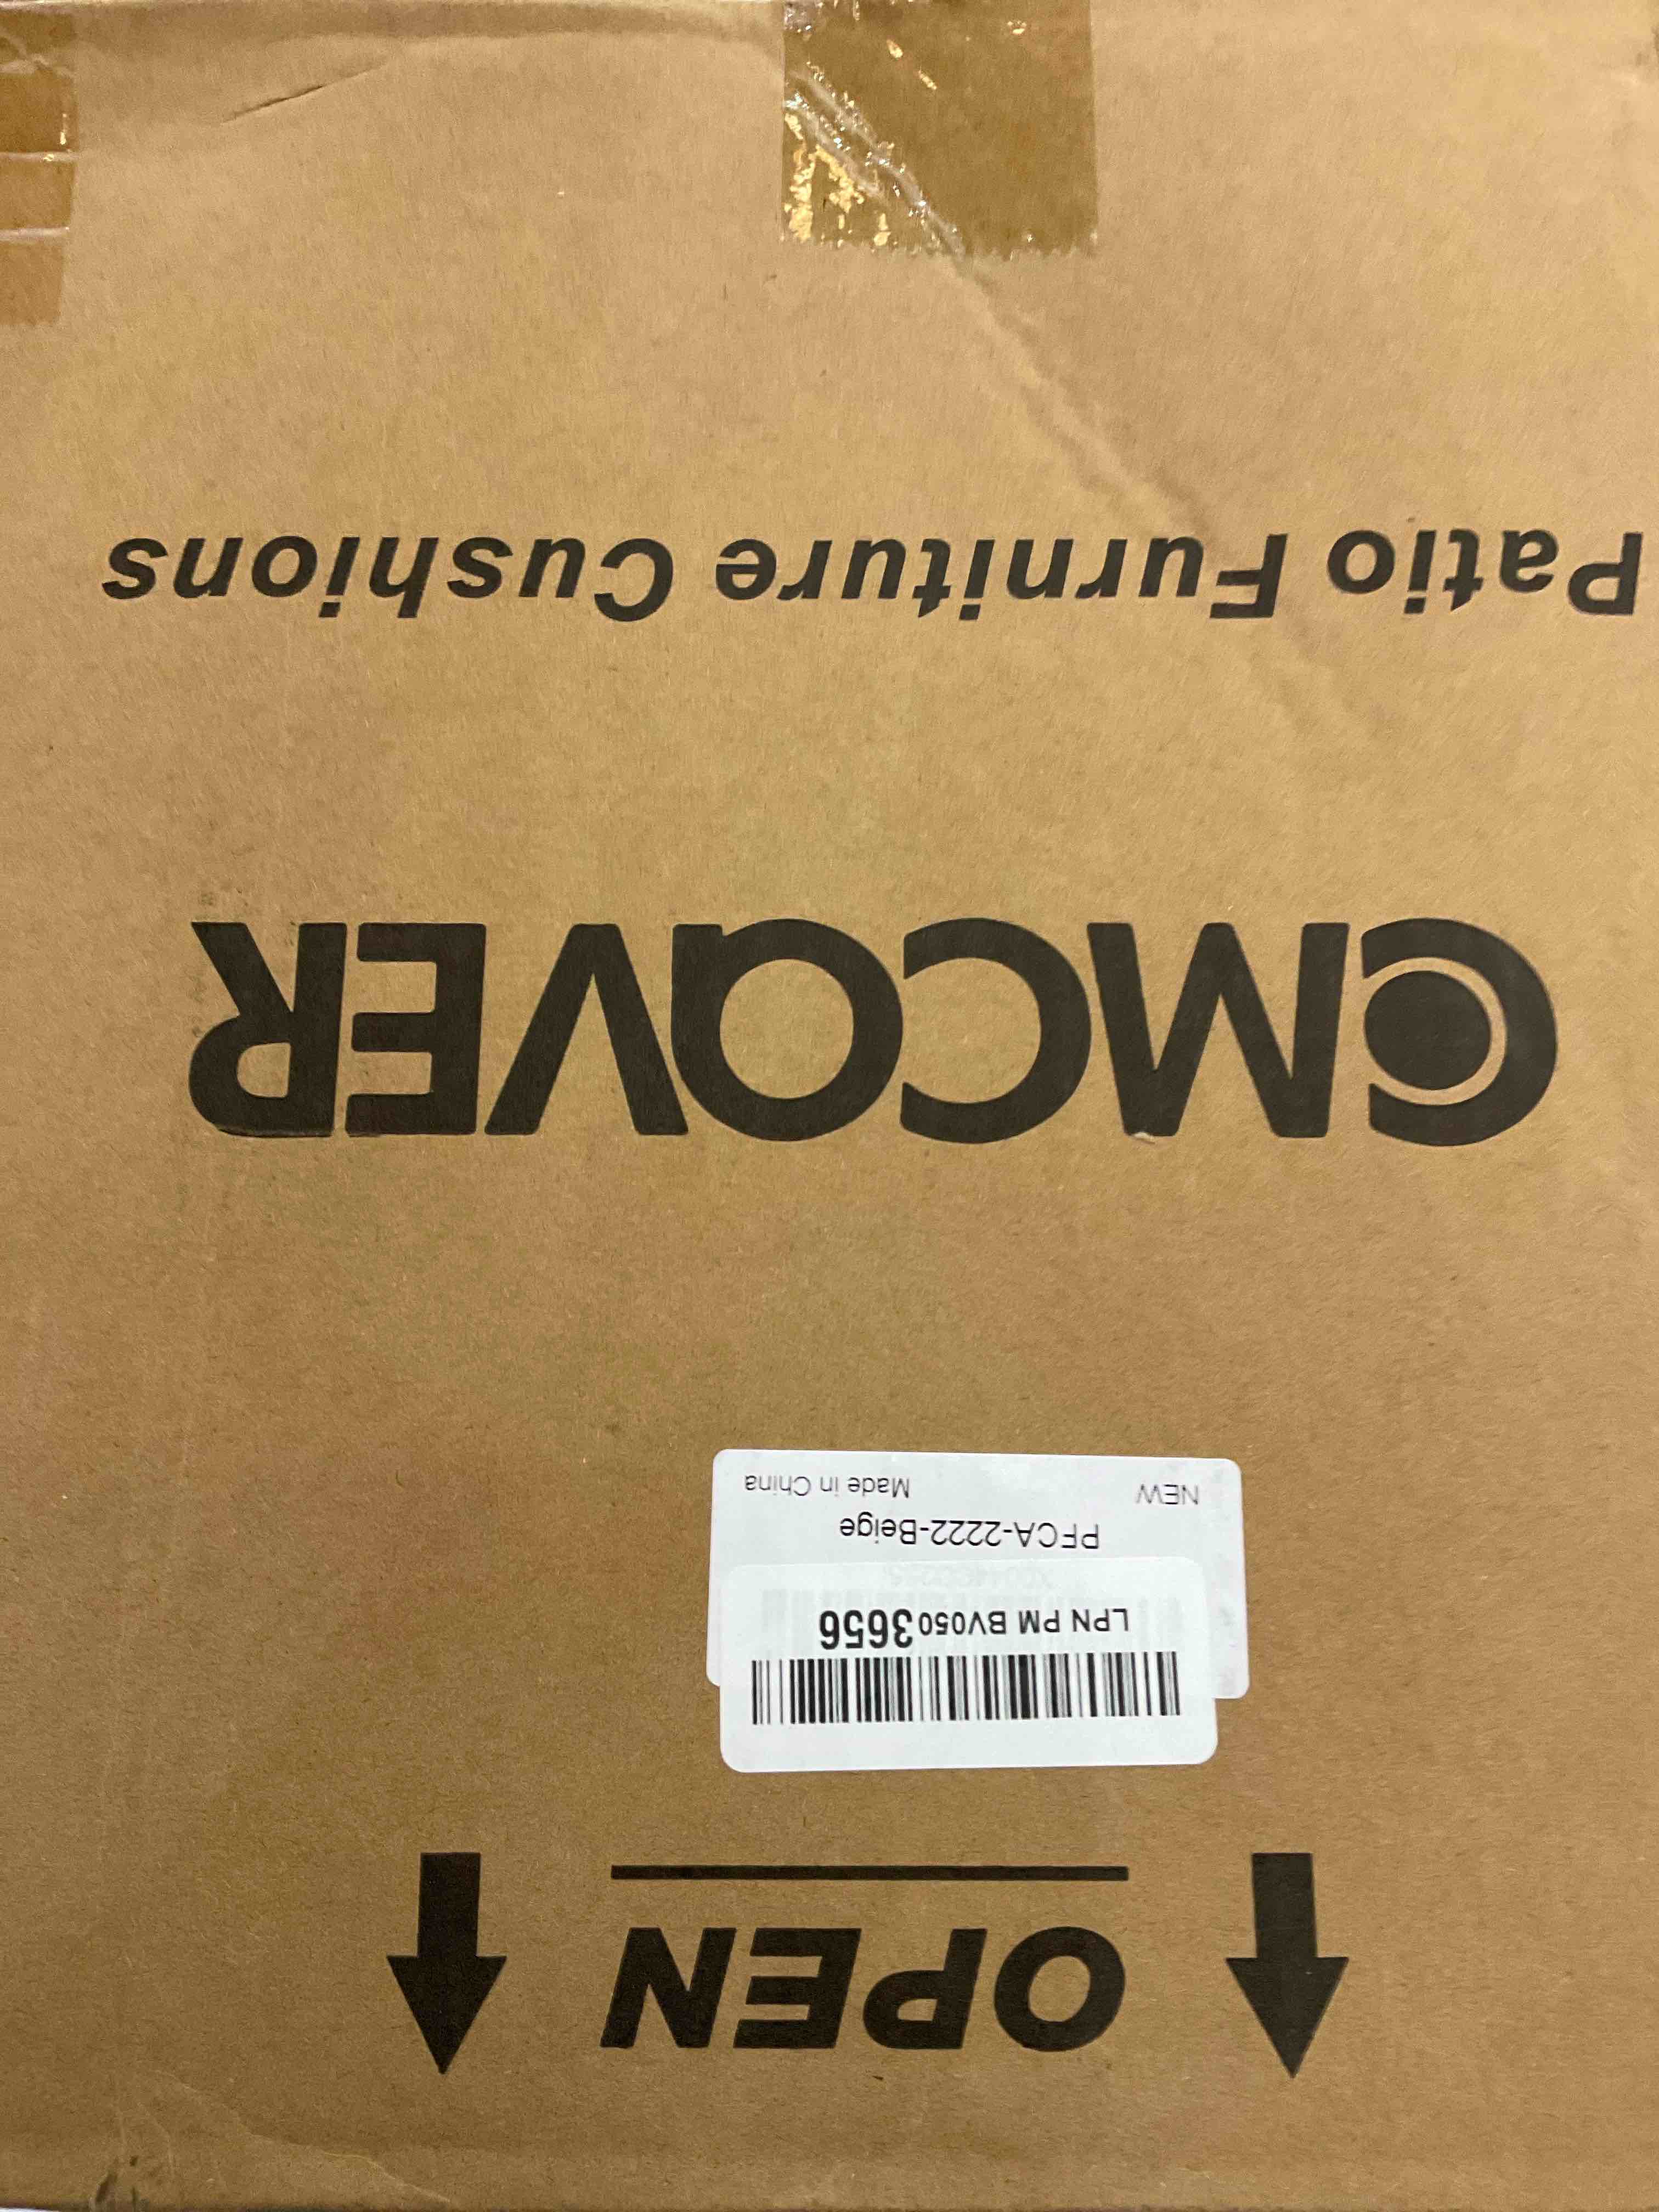 OPEN
LPN PM BV0503656
PFCA-2222-Beige
NEW Made in China
CMCOVER
Patio Furniture Cushions